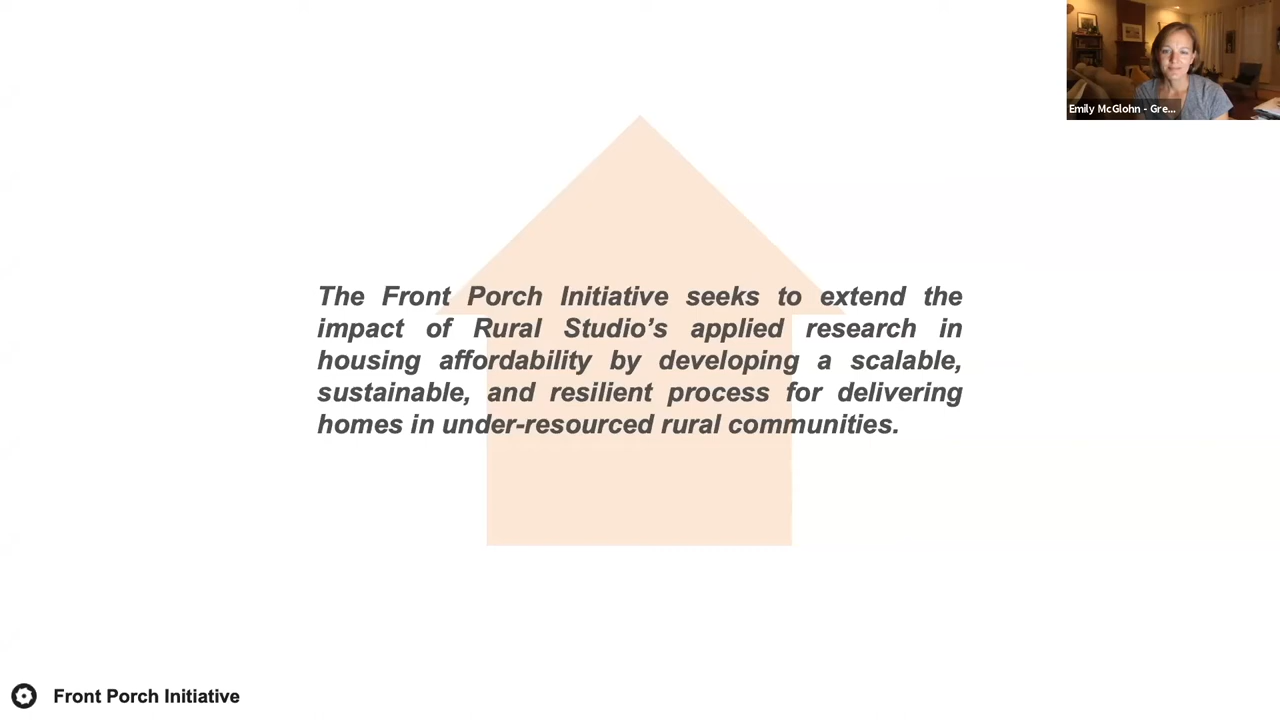 Emily McGlohn - Gre...
The Front Porch Initiative seeks to extend the
impact of Rural Studio's applied research in
housing affordability by developing a scalable,
sustainable, and resilient process for delivering
homes in under-resourced rural communities.
Front Porch Initiative